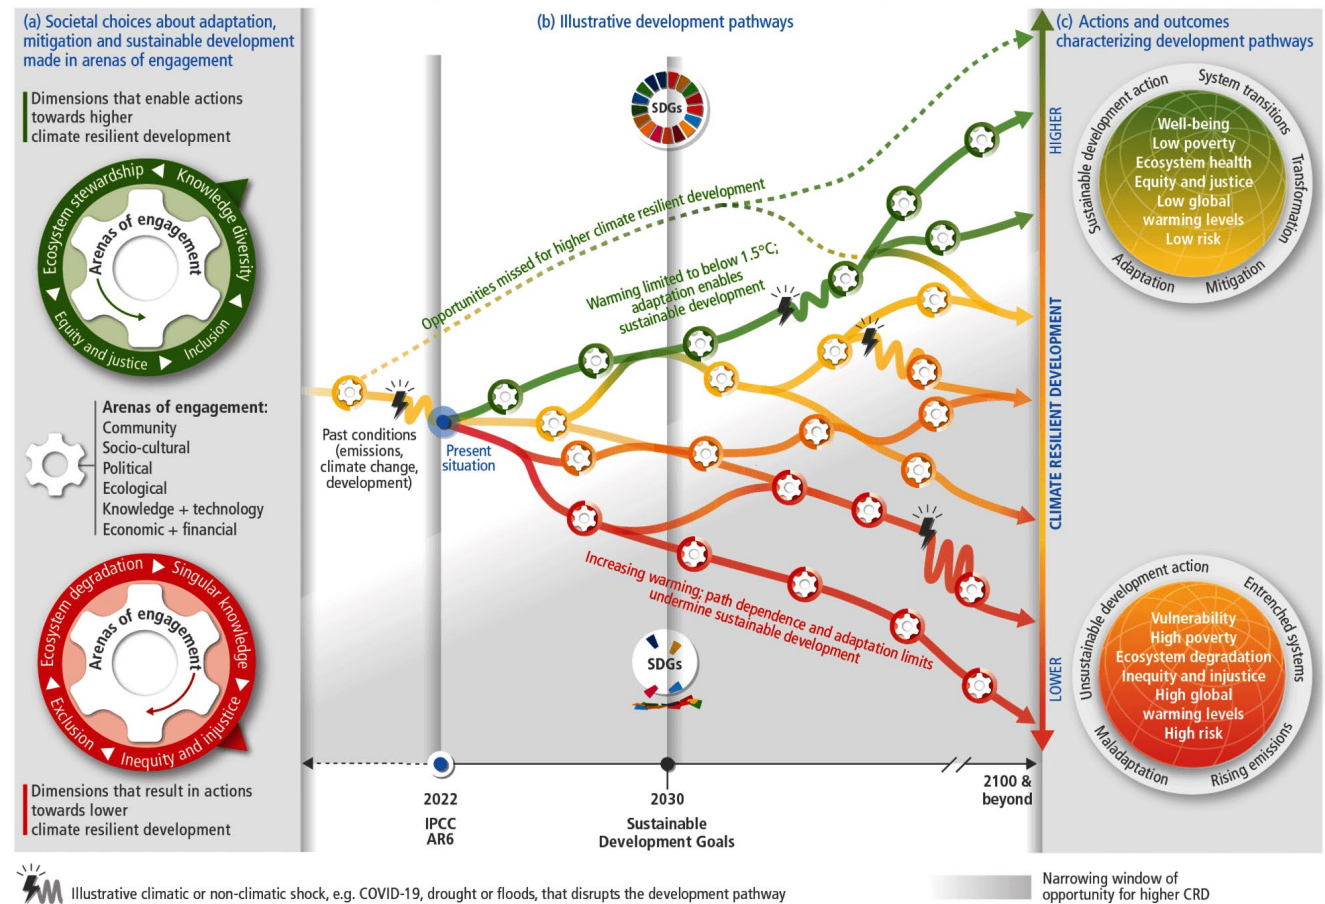 (a) Societal choices about adaptation,
mitigation and sustainable development
made in arenas of engagement
Dimensions that enable actions
towards higher
climate resilient development
Ecosystem stewardship
Knowledge diversity
Equity and justice
Inclusion
Arenas of engagement
Arenas of engagement:
Community
Socio-cultural
Political
Ecological
Knowledge + technology
Economic + financial
Ecosystem degradation
Singular knowledge
Exclusion
Inequity and injustice
Arenas of engagement
Dimensions that result in actions
towards lower
climate resilient development
(b) Illustrative development pathways
SDGs
Opportunities missed for higher climate resilient development
Warming limited to below 1.5°C;
adaptation enables
sustainable development
Past conditions
(emissions,
climate change,
development)
Present
situation
Increasing warming; path dependence and adaptation limits
undermine sustainable development
SDGs
2022
IPCC
AR6
2030
Sustainable
Development Goals
2100 &
beyond
HIGHER
CLIMATE RESILIENT DEVELOPMENT
LOWER
(c) Actions and outcomes
characterizing development pathways
Sustainable development action
System transitions
Transformation
Mitigation
Adaptation
Well-being
Low poverty
Ecosystem health
Equity and justice
Low global
warming levels
Low risk
Unsustainable development action
Entrenched systems
Rising emissions
Maladaptation
Vulnerability
High poverty
Ecosystem degradation
Inequity and injustice
High global
warming levels
High risk
Illustrative climatic or non-climatic shock, e.g. COVID-19, drought or floods, that disrupts the development pathway
Narrowing window of
opportunity for higher CRD